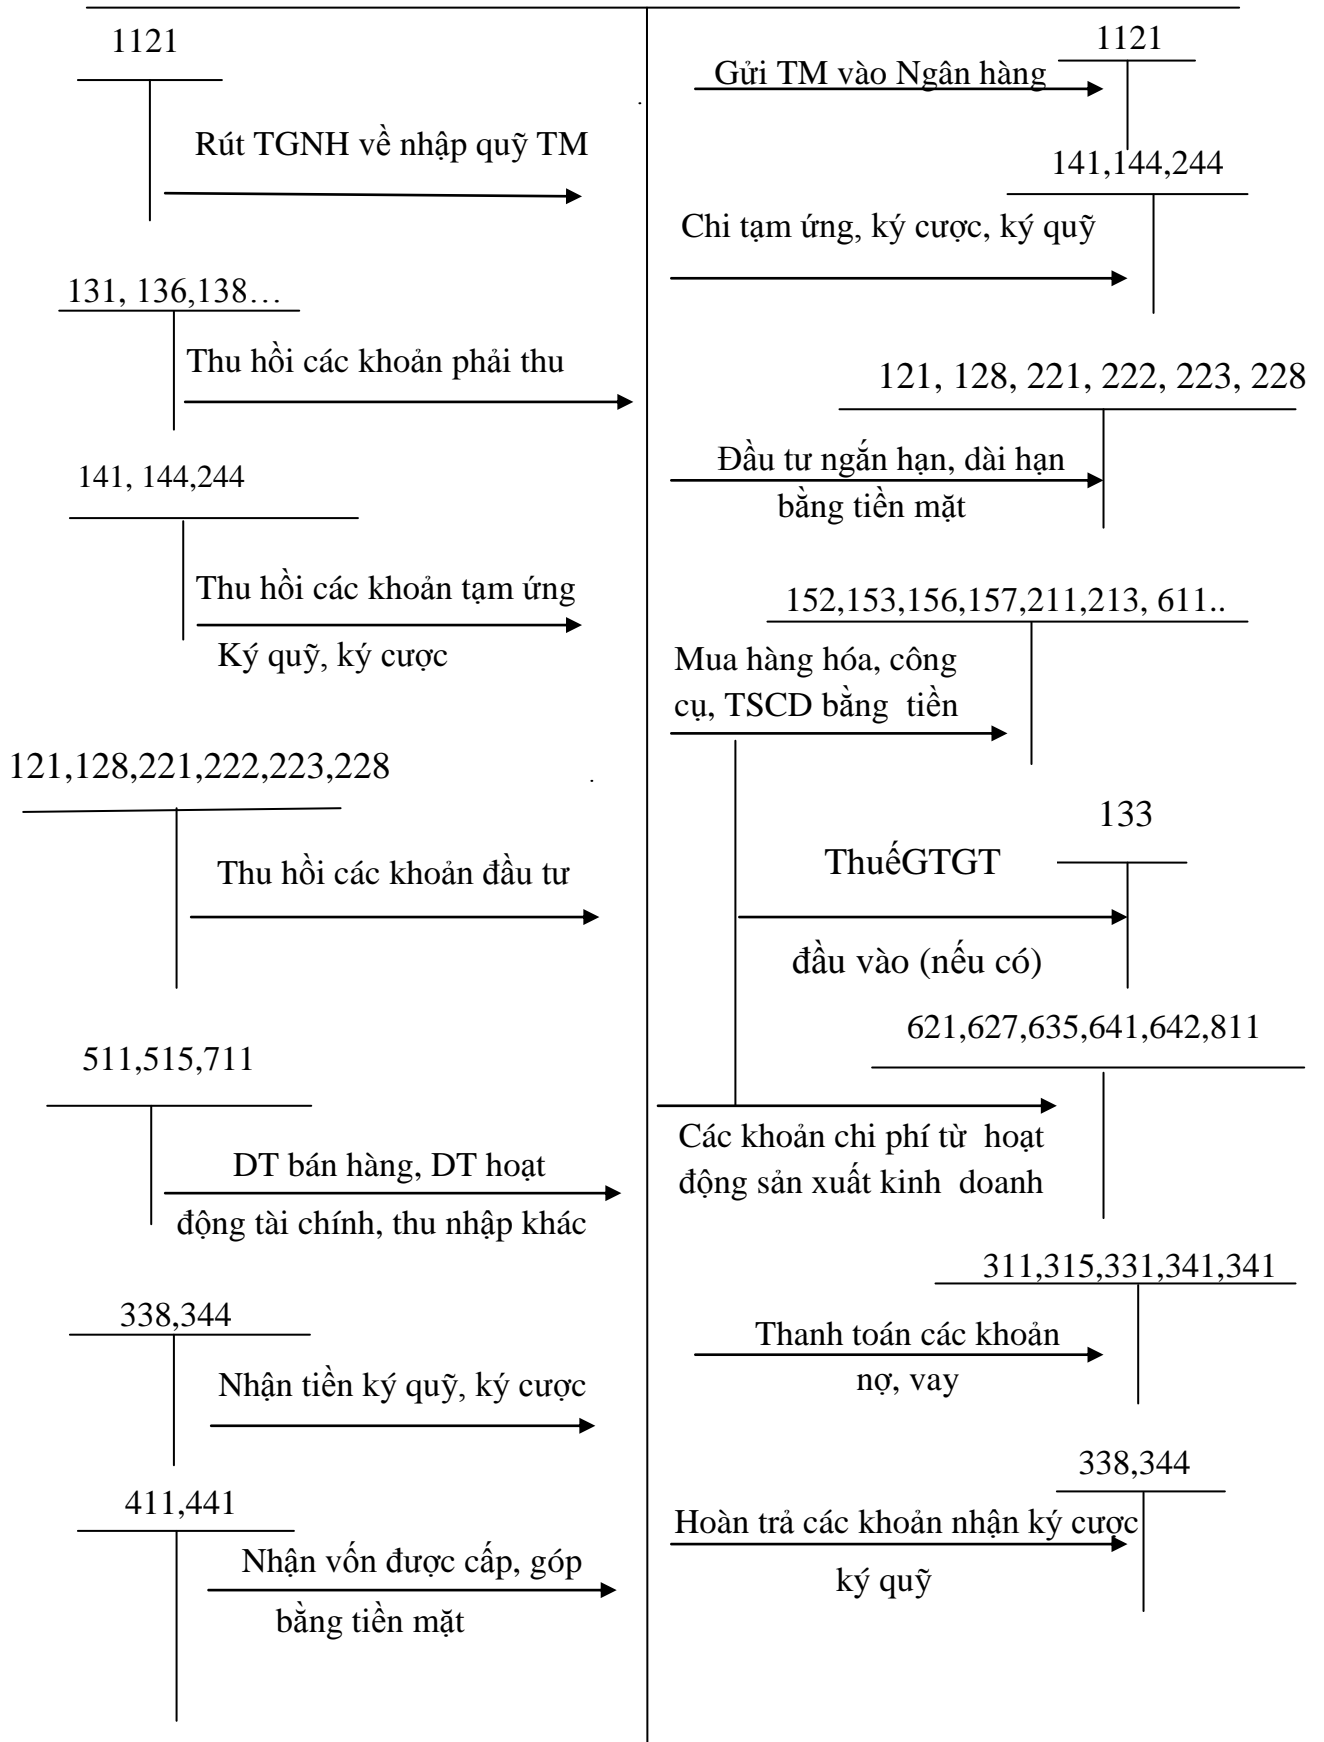 1121
Rút TGNH về nhập quỹ TM
131, 136,138…
Thu hồi các khoản phải thu
141, 144,244
Thu hồi các khoản tạm ứng
Ký quỹ, ký cược
121,128,221,222,223,228
Thu hồi các khoản đầu tư
511,515,711
DT bán hàng, DT hoạt
động tài chính, thu nhập khác
338,344
Nhận tiền ký quỹ, ký cược
411,441
Nhận vốn được cấp, góp
bằng tiền mặt
1121
Gửi TM vào Ngân hàng
141,144,244
Chi tạm ứng, ký cược, ký quỹ
121, 128, 221, 222, 223, 228
Đầu tư ngắn hạn, dài hạn
bằng tiền mặt
152,153,156,157,211,213, 611..
Mua hàng hóa, công
cụ, TSCD bằng tiền
133
ThuếGTGT
đầu vào (nếu có)
621,627,635,641,642,811
Các khoản chi phí từ hoạt
động sản xuất kinh doanh
311,315,331,341,341
Thanh toán các khoản
nợ, vay
338,344
Hoàn trả các khoản nhận ký cược
ký quỹ